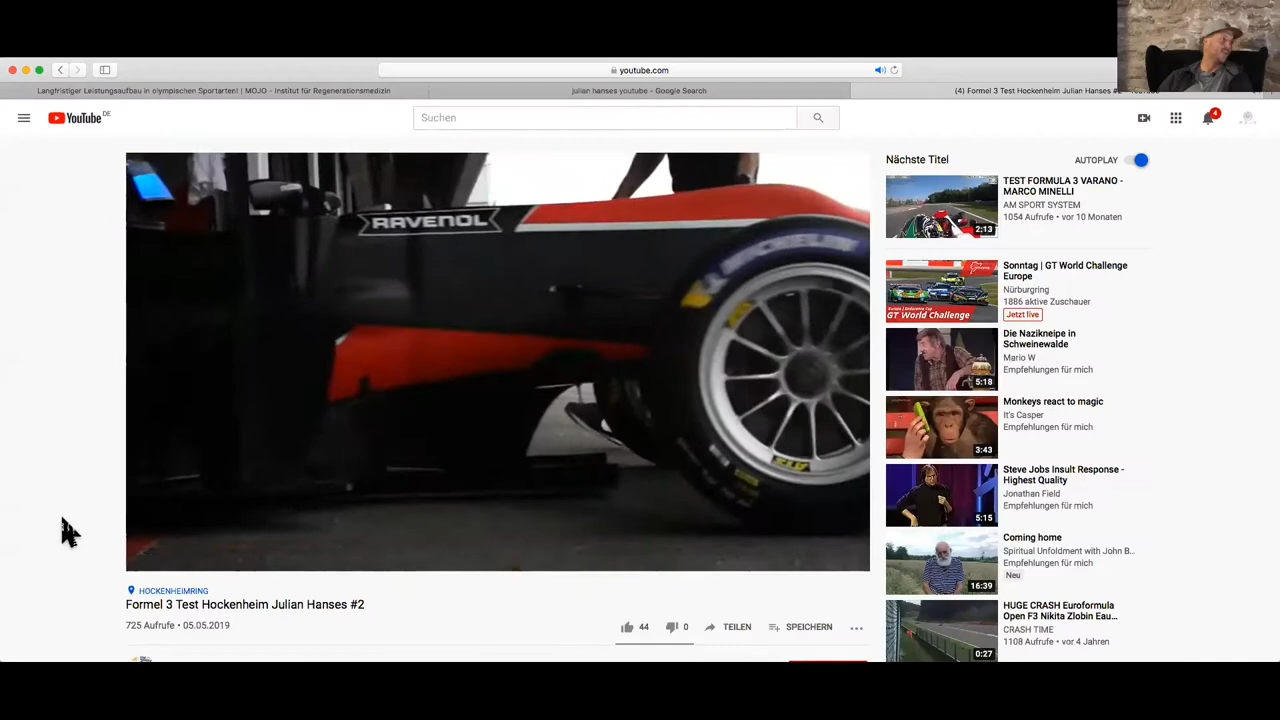 youtube.com
Langfristiger Leistungsaufbau in olympischen Sportarten! | MOJO - Institut für Regenerationsmedizin
julian hanses youtube - Google Search
(4) Formel 3 Test Hockenheim Julian Hanses #2 - YouTube
YouTube DE
Suchen
4
RAVENOL
MICHELIN
HOCKENHEIMRING
Formel 3 Test Hockenheim Julian Hanses #2
725 Aufrufe • 05.05.2019
44
0
TEILEN
SPEICHERN
Nächste Titel
AUTOPLAY
TEST FORMULA 3 VARANO -
MARCO MINELLI
AM SPORT SYSTEM
1054 Aufrufe • vor 10 Monaten
2:13
Sonntag | GT World Challenge
Europe
Nürburgring
1886 aktive Zuschauer
Jetzt live
GT World Challenge
Die Nazikneipe in
Schweinewalde
Mario W
Empfehlungen für mich
5:18
Monkeys react to magic
It's Casper
Empfehlungen für mich
3:43
Steve Jobs Insult Response -
Highest Quality
Jonathan Field
Empfehlungen für mich
5:15
Coming home
Spiritual Unfoldment with John B...
Empfehlungen für mich
Neu
16:39
HUGE CRASH Euroformula
Open F3 Nikita Zlobin Eau...
CRASH TIME
1108 Aufrufe • vor 4 Jahren
0:27